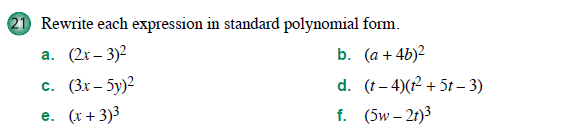 21 Rewrite each expression in standard polynomial form.
a. (2x – 3)² b. (a + 4b)²
c. (3x – 5y)² d. (t – 4)(t² + 5t – 3)
e. (x + 3)³ f. (5w – 2t)³